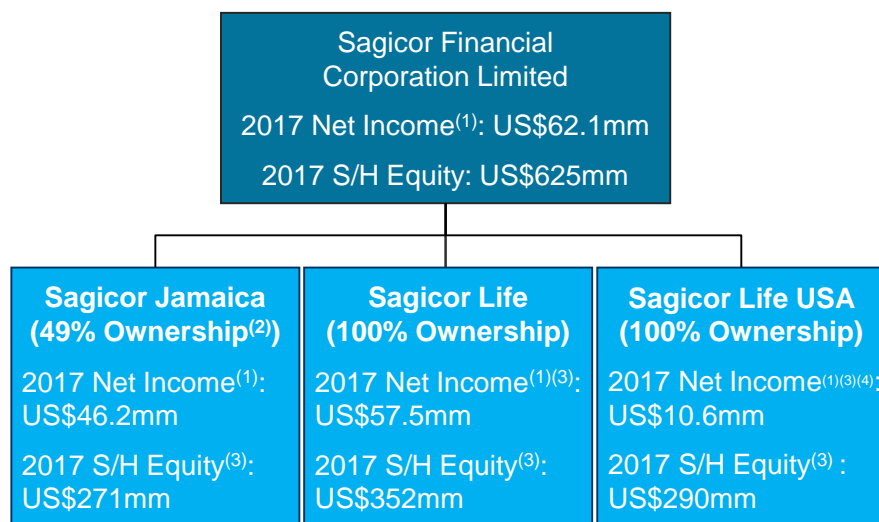 Sagicor Financial
Corporation Limited
2017 Net Income(1): US$62.1mm
2017 S/H Equity: US$625mm
Sagicor Jamaica
(49% Ownership(2))
2017 Net Income(1):
US$46.2mm
2017 S/H Equity(3):
US$271mm
Sagicor Life
(100% Ownership)
2017 Net Income(1)(3):
US$57.5mm
2017 S/H Equity(3):
US$352mm
Sagicor Life USA
(100% Ownership)
2017 Net Income(1)(3)(4):
US$10.6mm
2017 S/H Equity(3) :
US$290mm